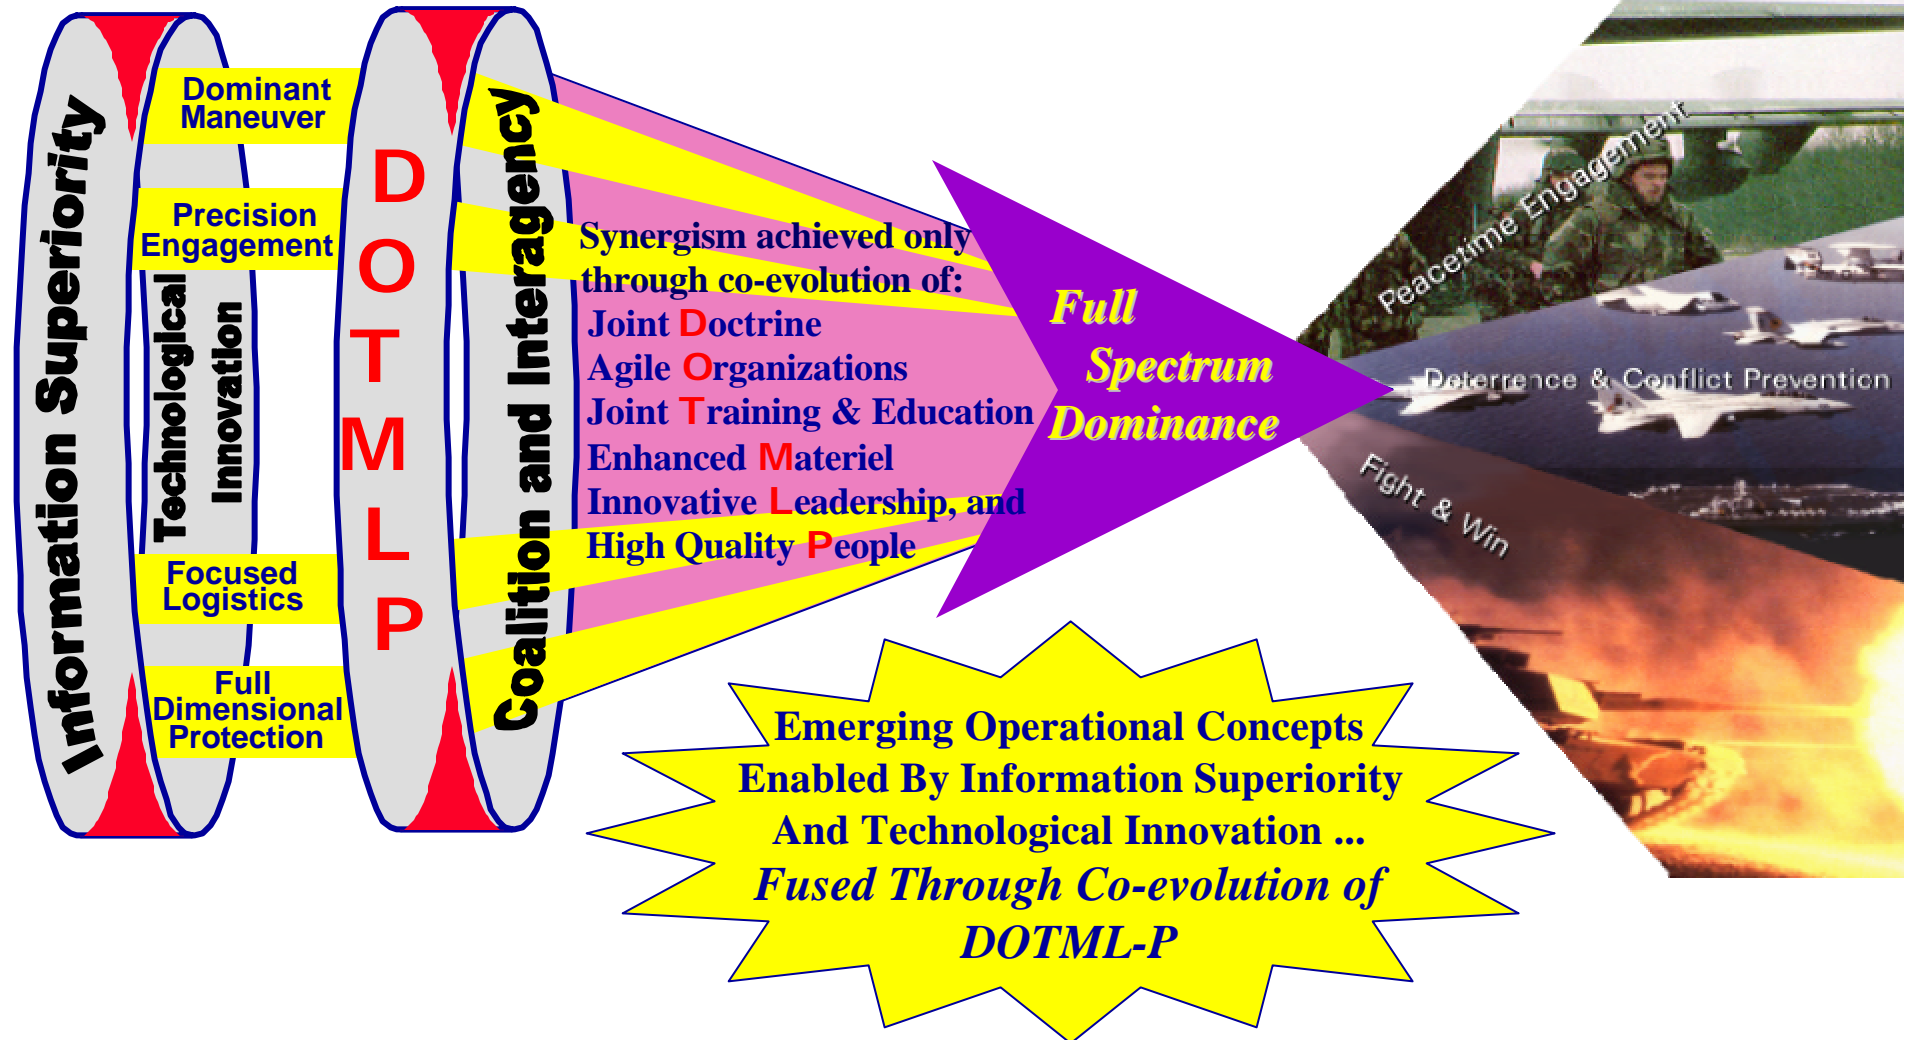 Information Superiority
Dominant
Maneuver
Precision
Engagement
Technological
Innovation
Focused
Logistics
Full
Dimensional
Protection
D
O
T
M
L
P
Coalition and Interagency
Synergism achieved only
through co-evolution of:
Joint Doctrine
Agile Organizations
Joint Training & Education
Enhanced Materiel
Innovative Leadership, and
High Quality People
Full
Spectrum
Dominance
Peacetime Engagement
Deterrence & Conflict Prevention
Fight & Win
Emerging Operational Concepts
Enabled By Information Superiority
And Technological Innovation ...
Fused Through Co-evolution of
DOTML-P